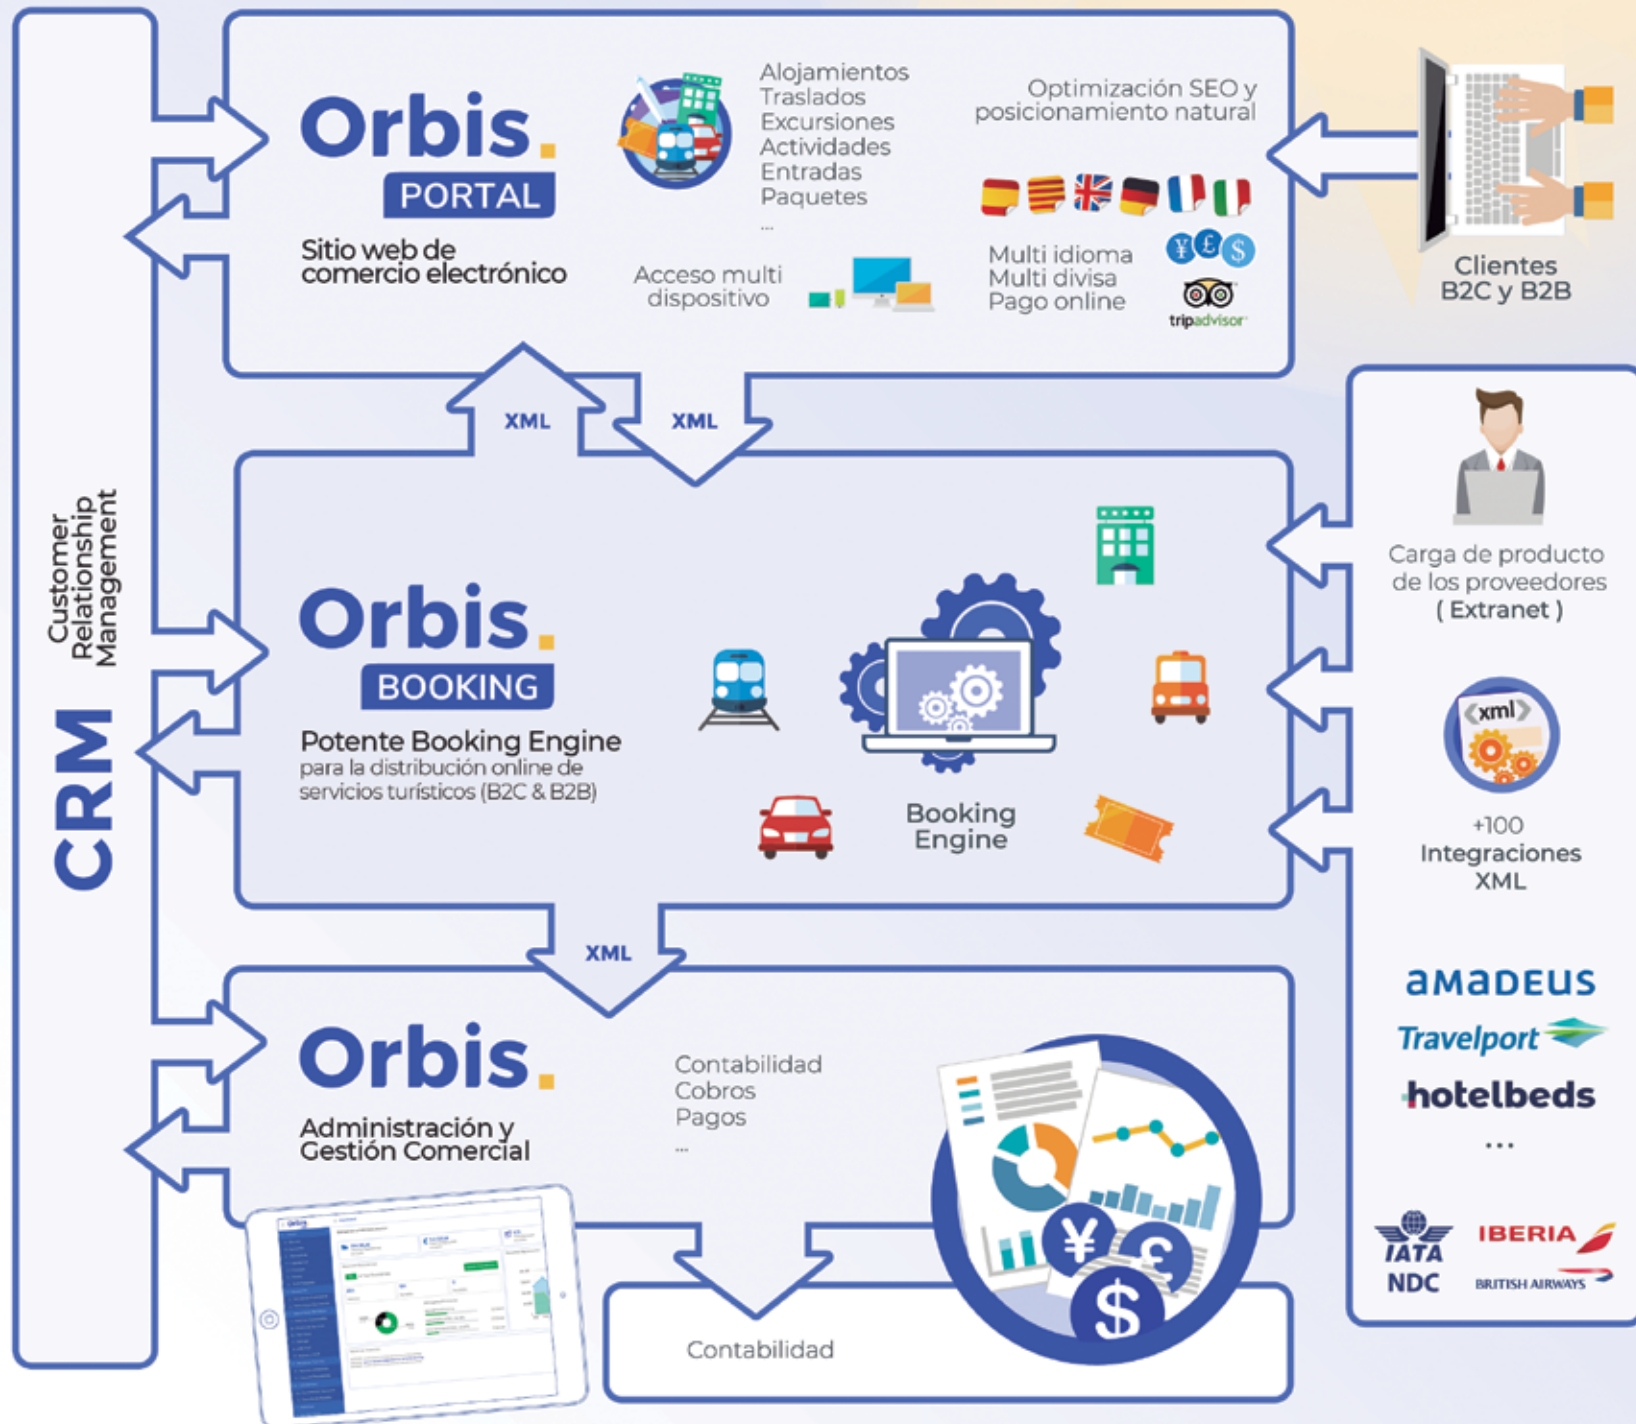 Orbis.
PORTAL
Sitio web de
comercio electrónico
Alojamientos
Traslados
Excursiones
Actividades
Entradas
Paquetes
...
Acceso multi
dispositivo
Optimización SEO y
posicionamiento natural
Multi idioma
Multi divisa
Pago online
¥ £ $
tripadvisor
Clientes
B2C y B2B
XML
XML
CRM
Customer
Relationship
Management
Orbis.
BOOKING
Potente Booking Engine
para la distribución online de
servicios turísticos (B2C & B2B)
Booking
Engine
Carga de producto
de los proveedores
( Extranet )
<xml>
+100
Integraciones
XML
amadeus
Travelport
hotelbeds
...
IATA
NDC
IBERIA
BRITISH AIRWAYS
XML
Orbis.
Administración y
Gestión Comercial
Contabilidad
Cobros
Pagos
...
¥ £
$
Contabilidad